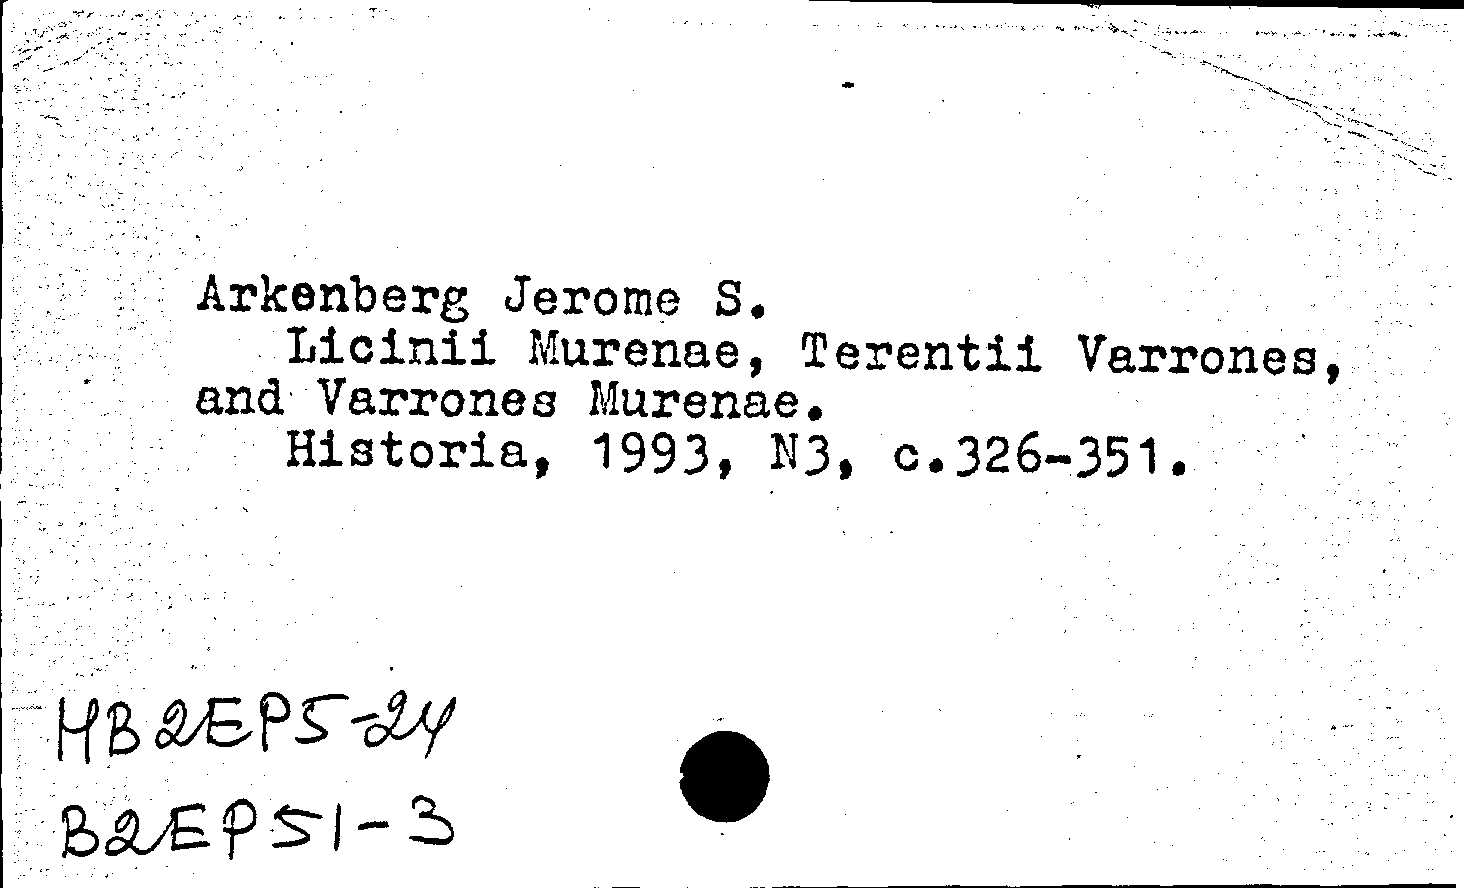 Arkenberg Jerome S.
Licinii Murenae, Terentii Varrones,
and Varrones Murenae.
Historia, 1993, N3, c.326-351.
HB2EP5-24
B2EP51-3